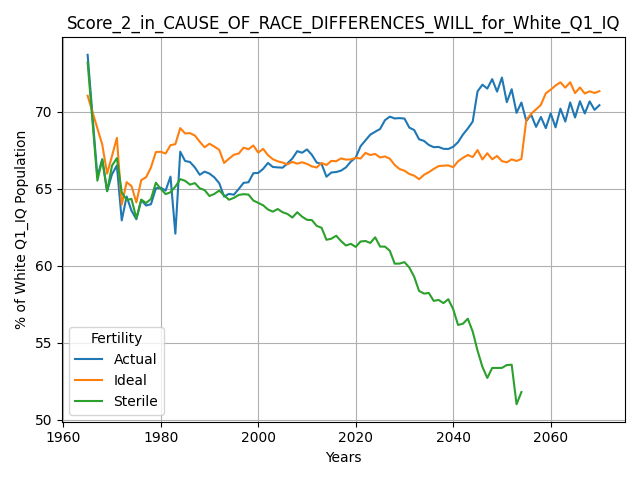 Score_2_in_CAUSE_OF_RACE_DIFFERENCES_WILL_for_White_Q1_IQ
% of White Q1_IQ Population
70
65
60
55
50
Fertility
Actual
Ideal
Sterile
1960
1980
2000
2020
2040
2060
Years